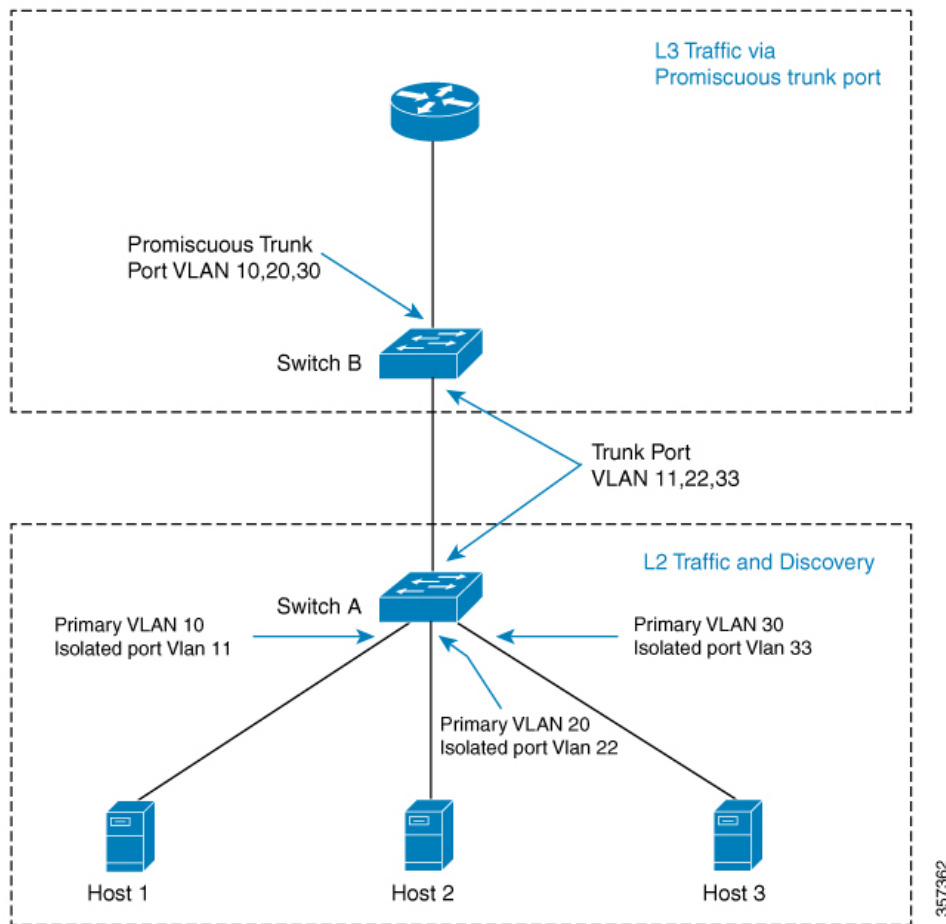 L3 Traffic via
Promiscuous trunk port
Promiscuous Trunk
Port VLAN 10,20,30
Switch B
Trunk Port
VLAN 11,22,33
L2 Traffic and Discovery
Switch A
Primary VLAN 10
Isolated port Vlan 11
Primary VLAN 30
Isolated port Vlan 33
Primary VLAN 20
Isolated port Vlan 22
Host 1
Host 2
Host 3
357362